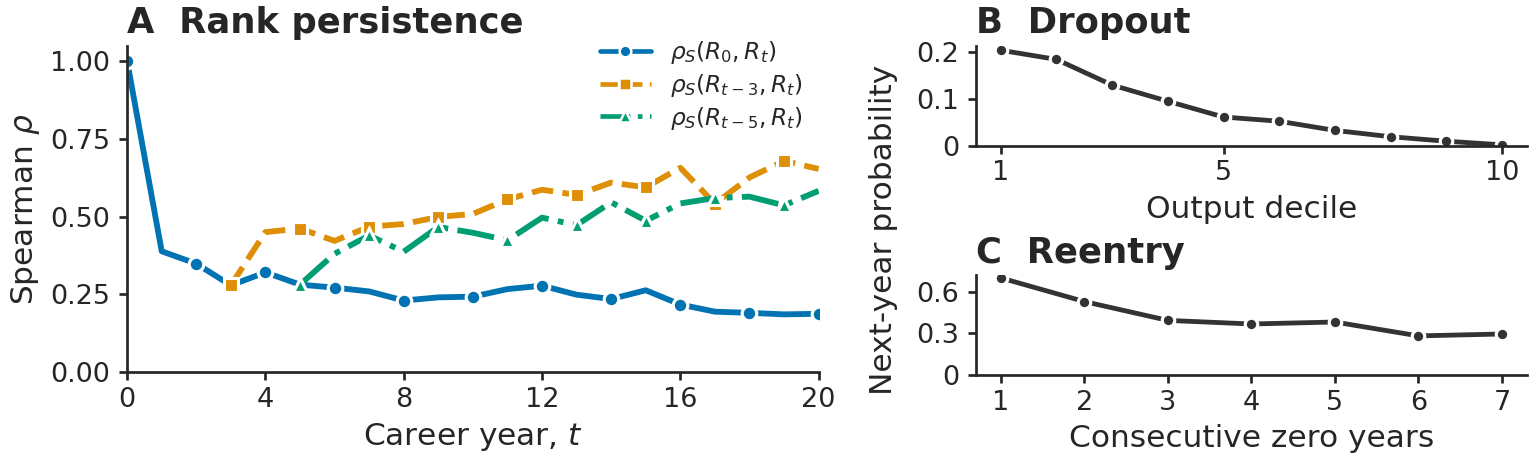 A Rank persistence
ρS(R0, Rt)
ρS(Rt−3, Rt)
ρS(Rt−5, Rt)
Spearman ρ
1.00
0.75
0.50
0.25
0.00
0 4 8 12 16 20
Career year, t
B Dropout
0.2
0.1
0
1 5 10
Output decile
Next-year probability
C Reentry
0.6
0.3
0
1 2 3 4 5 6 7
Consecutive zero years